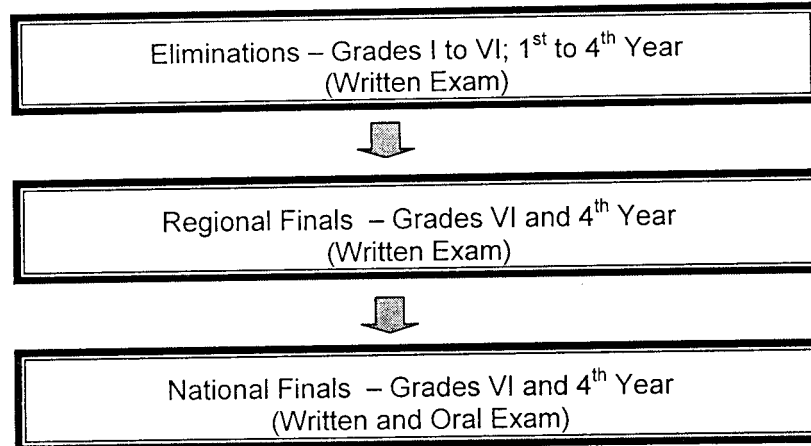 Eliminations – Grades I to VI; 1st to 4th Year
(Written Exam)
Regional Finals – Grades VI and 4th Year
(Written Exam)
National Finals – Grades VI and 4th Year
(Written and Oral Exam)